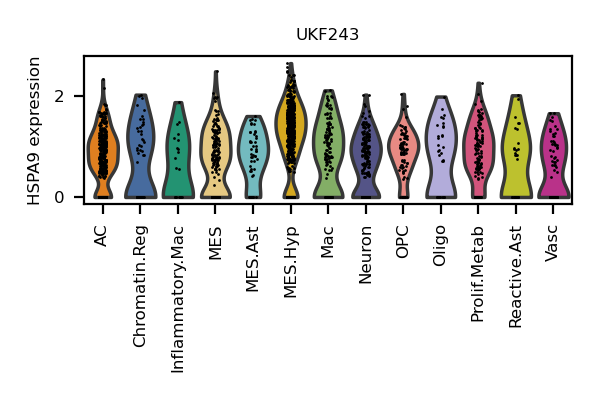 UKF243
HSPA9 expression
2
0
AC
Chromatin.Reg
Inflammatory.Mac
MES
MES.Ast
MES.Hyp
Mac
Neuron
OPC
Oligo
Prolif.Metab
Reactive.Ast
Vasc